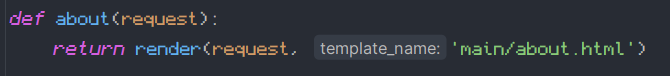 def about(request):
    return render(request, template_name: 'main/about.html')